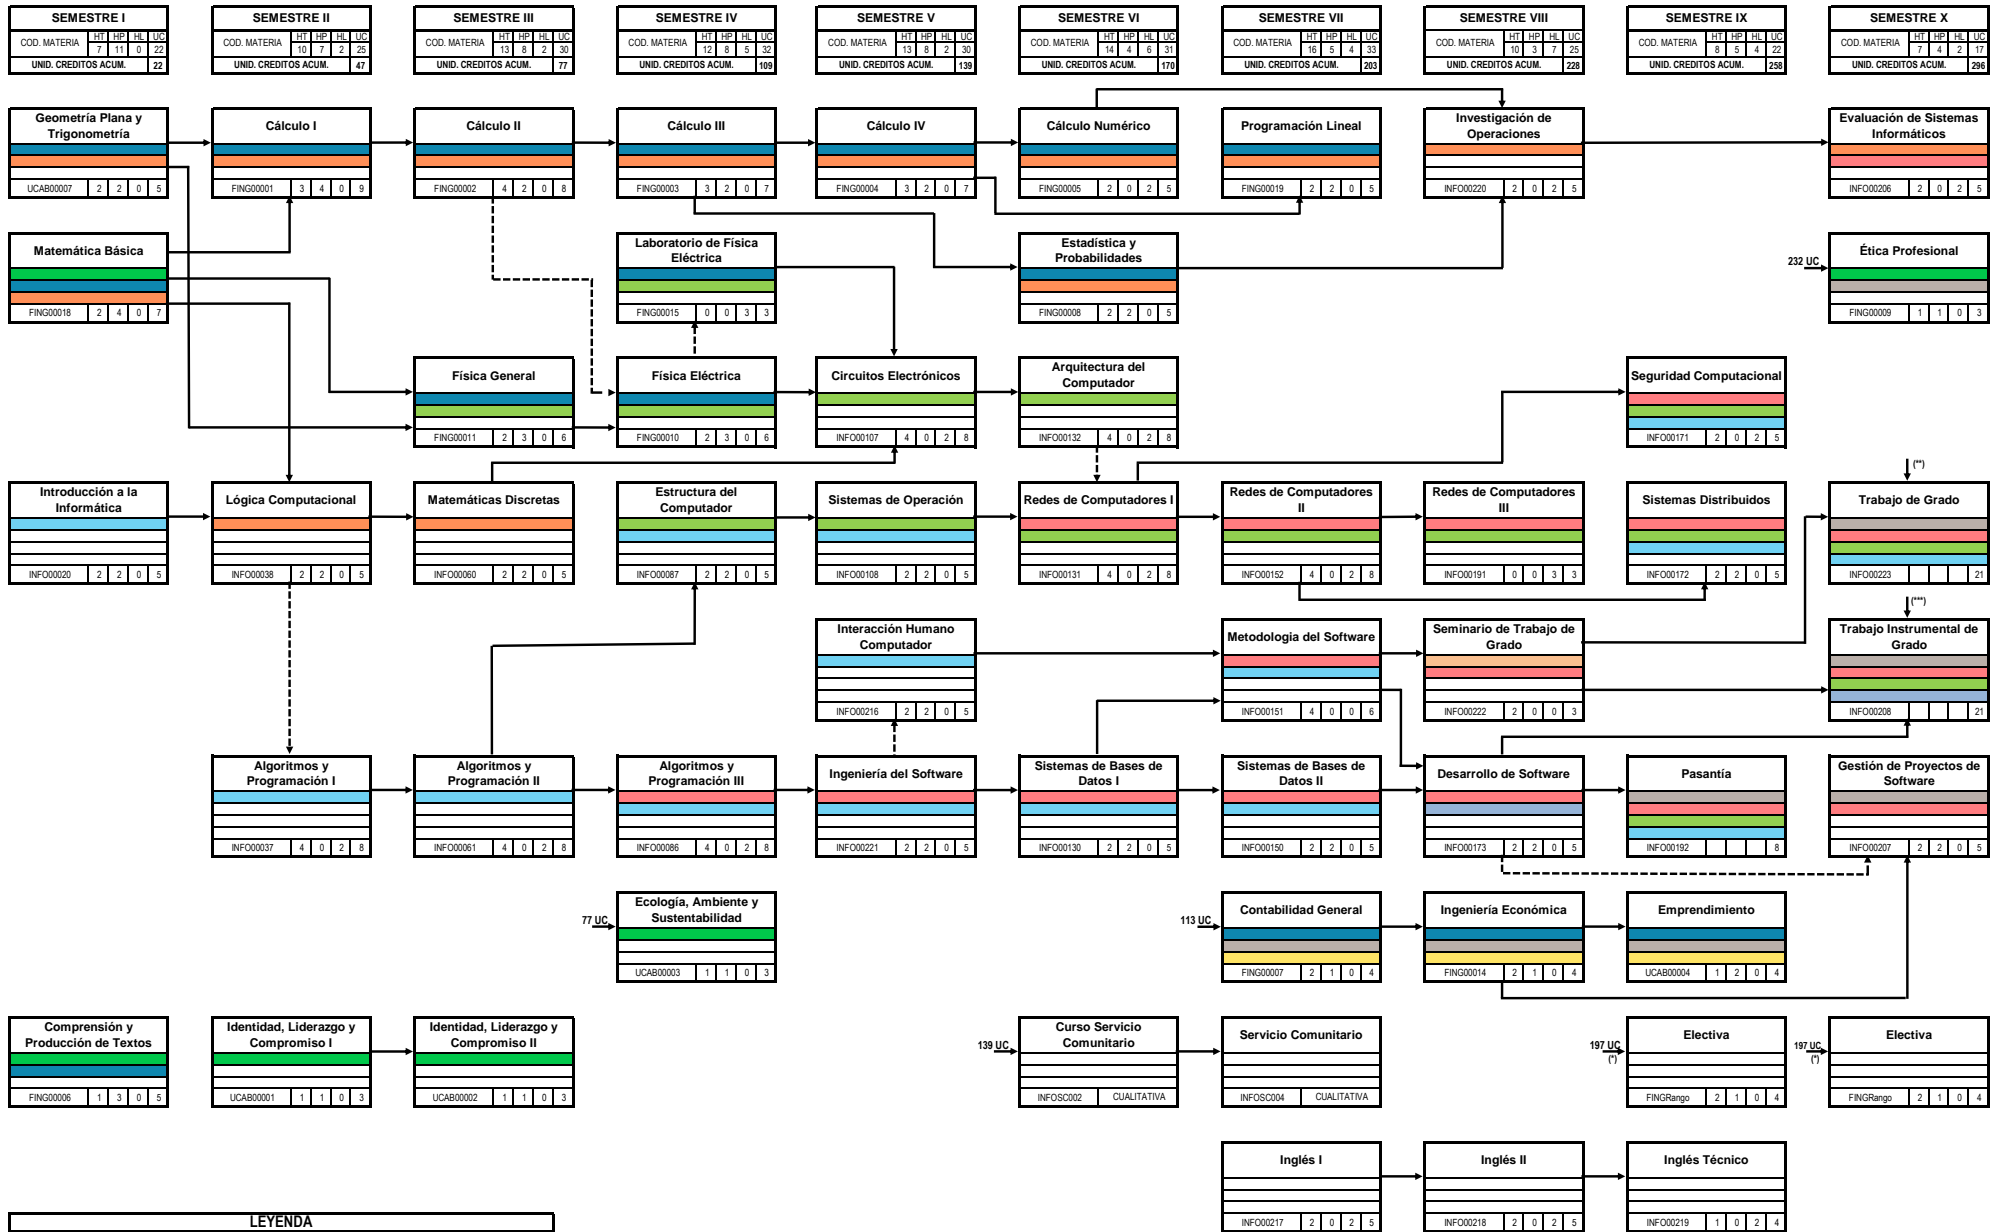 SEMESTRE I
COD. MATERIA HT HP HL UC
7 11 0 22
UNID. CREDITOS ACUM. 22
SEMESTRE II
COD. MATERIA HT HP HL UC
10 7 2 25
UNID. CREDITOS ACUM. 47
SEMESTRE III
COD. MATERIA HT HP HL UC
13 8 2 30
UNID. CREDITOS ACUM. 77
SEMESTRE IV
COD. MATERIA HT HP HL UC
12 8 5 32
UNID. CREDITOS ACUM. 109
SEMESTRE V
COD. MATERIA HT HP HL UC
13 8 2 30
UNID. CREDITOS ACUM. 139
SEMESTRE VI
COD. MATERIA HT HP HL UC
14 4 6 31
UNID. CREDITOS ACUM. 170
SEMESTRE VII
COD. MATERIA HT HP HL UC
16 5 4 33
UNID. CREDITOS ACUM. 203
SEMESTRE VIII
COD. MATERIA HT HP HL UC
10 3 7 25
UNID. CREDITOS ACUM. 228
SEMESTRE IX
COD. MATERIA HT HP HL UC
8 5 4 22
UNID. CREDITOS ACUM. 258
SEMESTRE X
COD. MATERIA HT HP HL UC
7 4 2 17
UNID. CREDITOS ACUM. 296
Geometría Plana y
Trigonometría
UCAB00007 2 2 0 5
Cálculo I
FING00001 3 4 0 9
Cálculo II
FING00002 4 2 0 8
Cálculo III
FING00003 3 2 0 7
Cálculo IV
FING00004 3 2 0 7
Cálculo Numérico
FING00005 2 0 2 5
Programación Lineal
FING00019 2 2 0 5
Investigación de
Operaciones
INFO00220 2 0 2 5
Evaluación de Sistemas
Informáticos
INFO00206 2 0 2 5
Matemática Básica
FING00018 2 4 0 7
Laboratorio de Física
Eléctrica
FING00015 0 0 3 3
Estadística y
Probabilidades
FING00008 2 2 0 5
232 UC
Ética Profesional
FING00009 1 1 0 3
Física General
FING00011 2 3 0 6
Física Eléctrica
FING00010 2 3 0 6
Circuitos Electrónicos
INFO00107 4 0 2 8
Arquitectura del
Computador
INFO00132 4 0 2 8
Seguridad Computacional
INFO00171 2 0 2 5
Introducción a la
Informática
INFO00020 2 2 0 5
Lógica Computacional
INFO00038 2 2 0 5
Matemáticas Discretas
INFO00060 2 2 0 5
Estructura del
Computador
INFO00087 2 2 0 5
Sistemas de Operación
INFO00108 2 2 0 5
Redes de Computadores I
INFO00131 4 0 2 8
Redes de Computadores
II
INFO00152 4 0 2 8
Redes de Computadores
III
INFO00191 0 0 3 3
Sistemas Distribuidos
INFO00172 2 2 0 5
(**)
Trabajo de Grado
INFO00223 21
Interacción Humano
Computador
INFO00216 2 2 0 5
Metodologia del Software
INFO00151 4 0 0 6
Seminario de Trabajo de
Grado
INFO00222 2 0 0 3
(***)
Trabajo Instrumental de
Grado
INFO00208 21
Algoritmos y
Programación I
INFO00037 4 0 2 8
Algoritmos y
Programación II
INFO00061 4 0 2 8
Algoritmos y
Programación III
INFO00086 4 0 2 8
Ingeniería del Software
INFO00221 2 2 0 5
Sistemas de Bases de
Datos I
INFO00130 2 2 0 5
Sistemas de Bases de
Datos II
INFO00150 2 2 0 5
Desarrollo de Software
INFO00173 2 2 0 5
Pasantía
INFO00192 8
Gestión de Proyectos de
Software
INFO00207 2 2 0 5
77 UC
Ecología, Ambiente y
Sustentabilidad
UCAB00003 1 1 0 3
113 UC
Contabilidad General
FING00007 2 1 0 4
Ingeniería Económica
FING00014 2 1 0 4
Emprendimiento
UCAB00004 1 2 0 4
Comprensión y
Producción de Textos
FING00006 1 3 0 5
Identidad, Liderazgo y
Compromiso I
UCAB00001 1 1 0 3
Identidad, Liderazgo y
Compromiso II
UCAB00002 1 1 0 3
139 UC
Curso Servicio
Comunitario
INFOSC002 CUALITATIVA
Servicio Comunitario
INFOSC004 CUALITATIVA
197 UC
(*)
Electiva
FINGRango 2 1 0 4
197 UC
(*)
Electiva
FINGRango 2 1 0 4
Inglés I
INFO00217 2 0 2 5
Inglés II
INFO00218 2 0 2 5
Inglés Técnico
INFO00219 1 0 2 4
LEYENDA